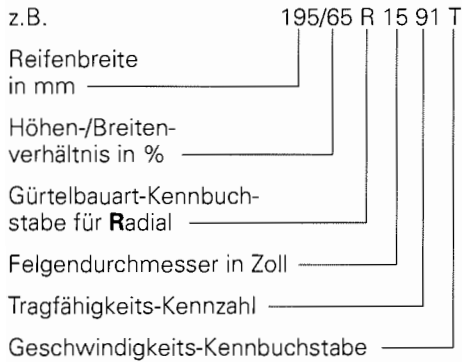 z.B. 195/65 R 15 91 T
Reifenbreite
in mm
Höhen-/Breiten-
verhältnis in %
Gürtelbauart-Kennbuch-
stabe für Radial
Felgendurchmesser in Zoll
Tragfähigkeits-Kennzahl
Geschwindigkeits-Kennbuchstabe